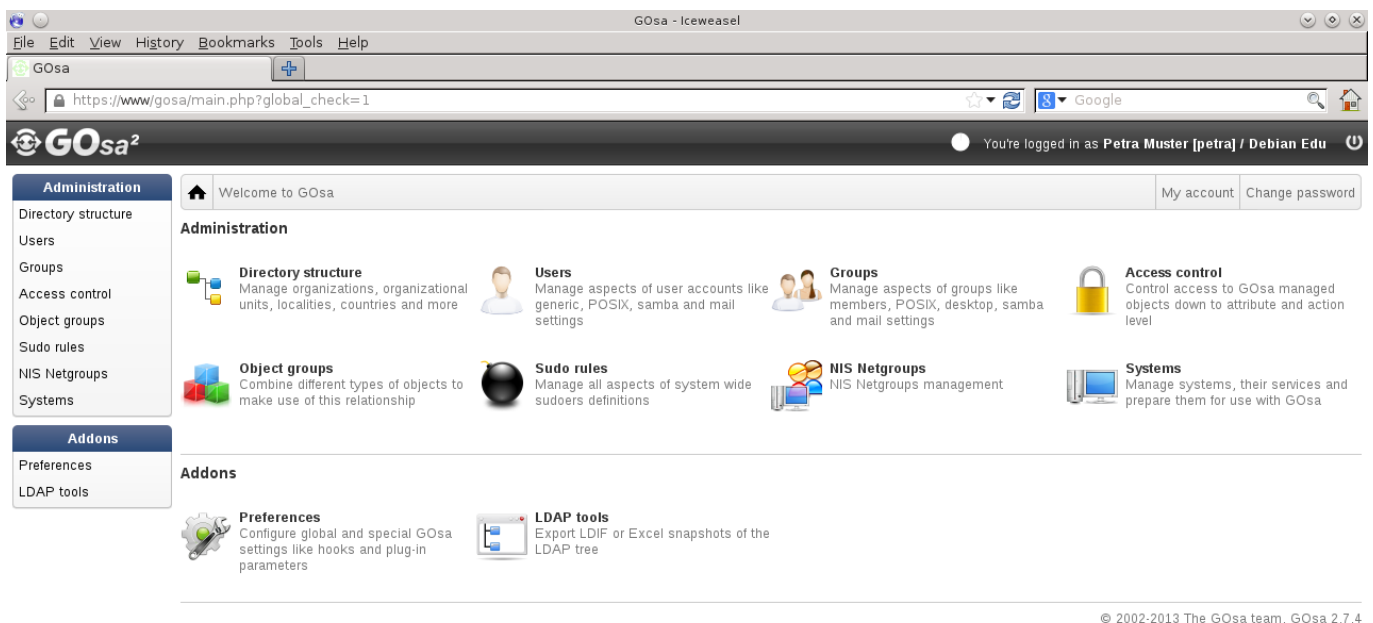 GOsa - Iceweasel
File Edit View History Bookmarks Tools Help
GOsa
https://www/gosa/main.php?global_check=1
8 Google
GOsa²
You're logged in as Petra Muster [petra] / Debian Edu
Administration
Directory structure
Users
Groups
Access control
Object groups
Sudo rules
NIS Netgroups
Systems
Addons
Preferences
LDAP tools
Welcome to GOsa
My account
Change password
Administration
Directory structure
Manage organizations, organizational
units, localities, countries and more
Users
Manage aspects of user accounts like
generic, POSIX, samba and mail
settings
Groups
Manage aspects of groups like
members, POSIX, desktop, samba
and mail settings
Access control
Control access to GOsa managed
objects down to attribute and action
level
Object groups
Combine different types of objects to
make use of this relationship
Sudo rules
Manage all aspects of system wide
sudoers definitions
NIS Netgroups
NIS Netgroups management
Systems
Manage systems, their services and
prepare them for use with GOsa
Addons
Preferences
Configure global and special GOsa
settings like hooks and plug-in
parameters
LDAP tools
Export LDIF or Excel snapshots of the
LDAP tree
© 2002-2013 The GOsa team. GOsa 2.7.4